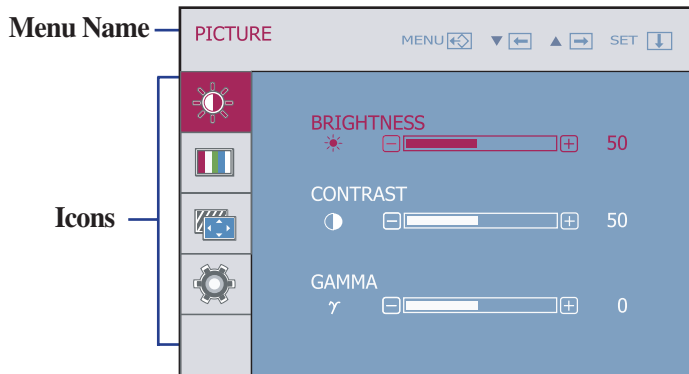 Menu Name
PICTURE
MENU ▼ ▲ SET
Icons
BRIGHTNESS
50
CONTRAST
50
GAMMA
γ 0